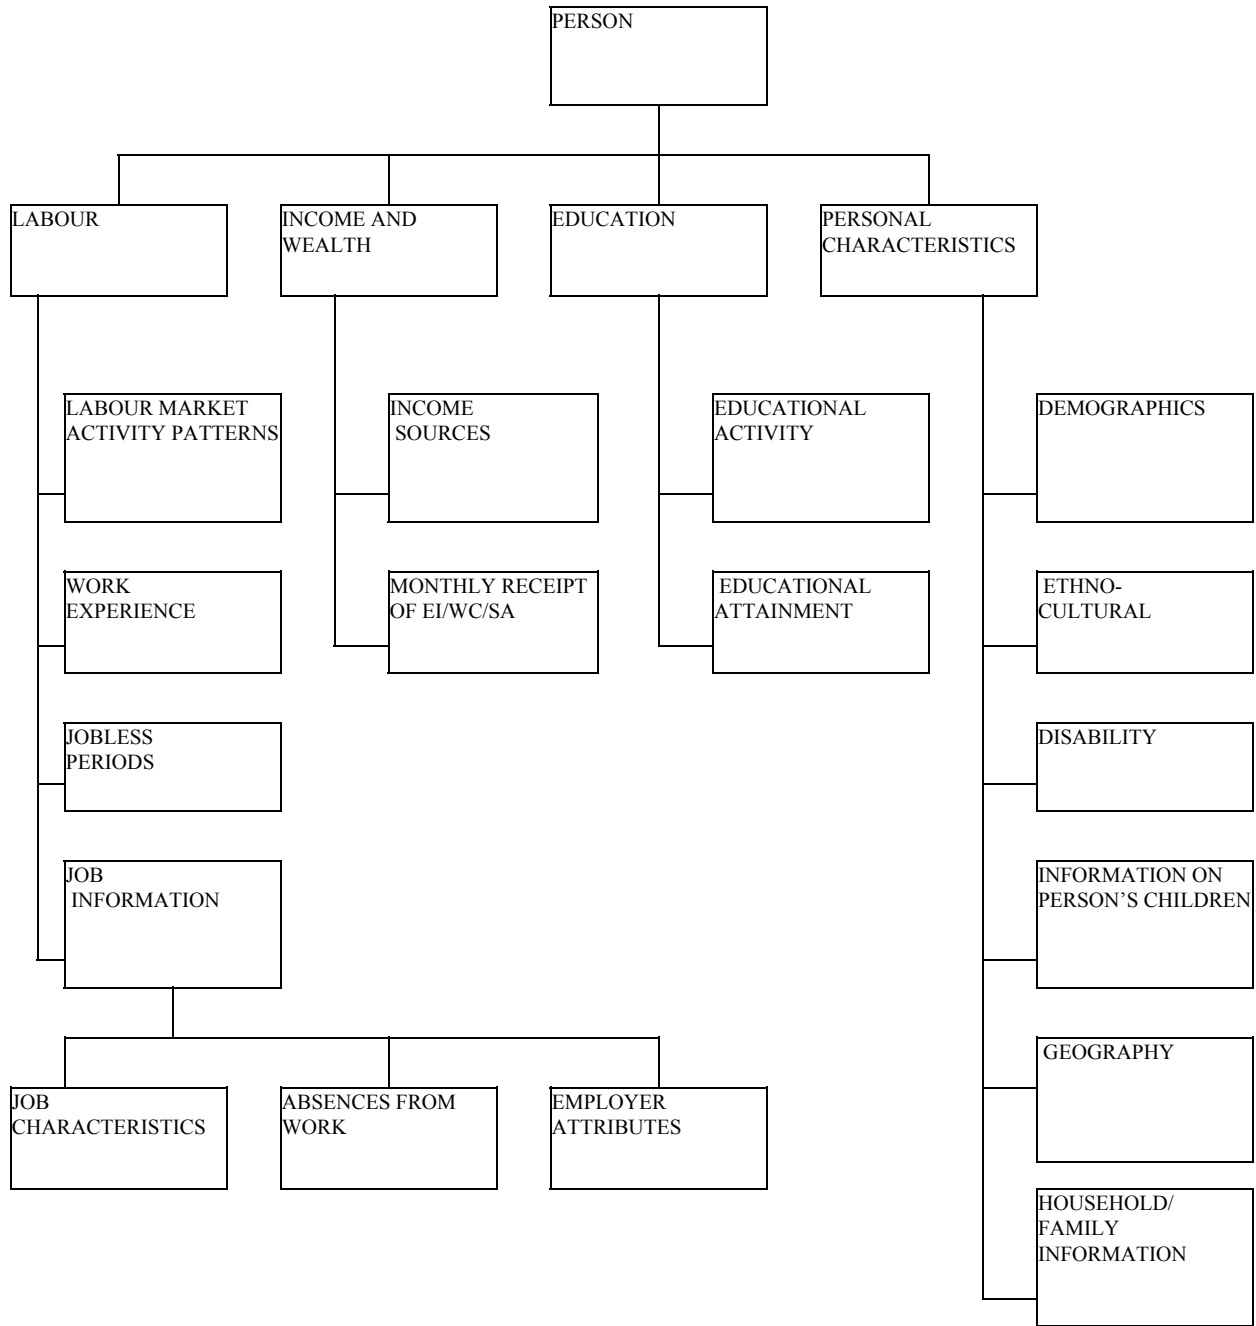 PERSON
LABOUR
INCOME AND
WEALTH
EDUCATION
PERSONAL
CHARACTERISTICS
LABOUR MARKET
ACTIVITY PATTERNS
INCOME
SOURCES
EDUCATIONAL
ACTIVITY
DEMOGRAPHICS
WORK
EXPERIENCE
MONTHLY RECEIPT
OF EI/WC/SA
EDUCATIONAL
ATTAINMENT
ETHNO-
CULTURAL
JOBLESS
PERIODS
DISABILITY
JOB
INFORMATION
INFORMATION ON
PERSON'S CHILDREN
GEOGRAPHY
JOB
CHARACTERISTICS
ABSENCES FROM
WORK
EMPLOYER
ATTRIBUTES
HOUSEHOLD/
FAMILY
INFORMATION